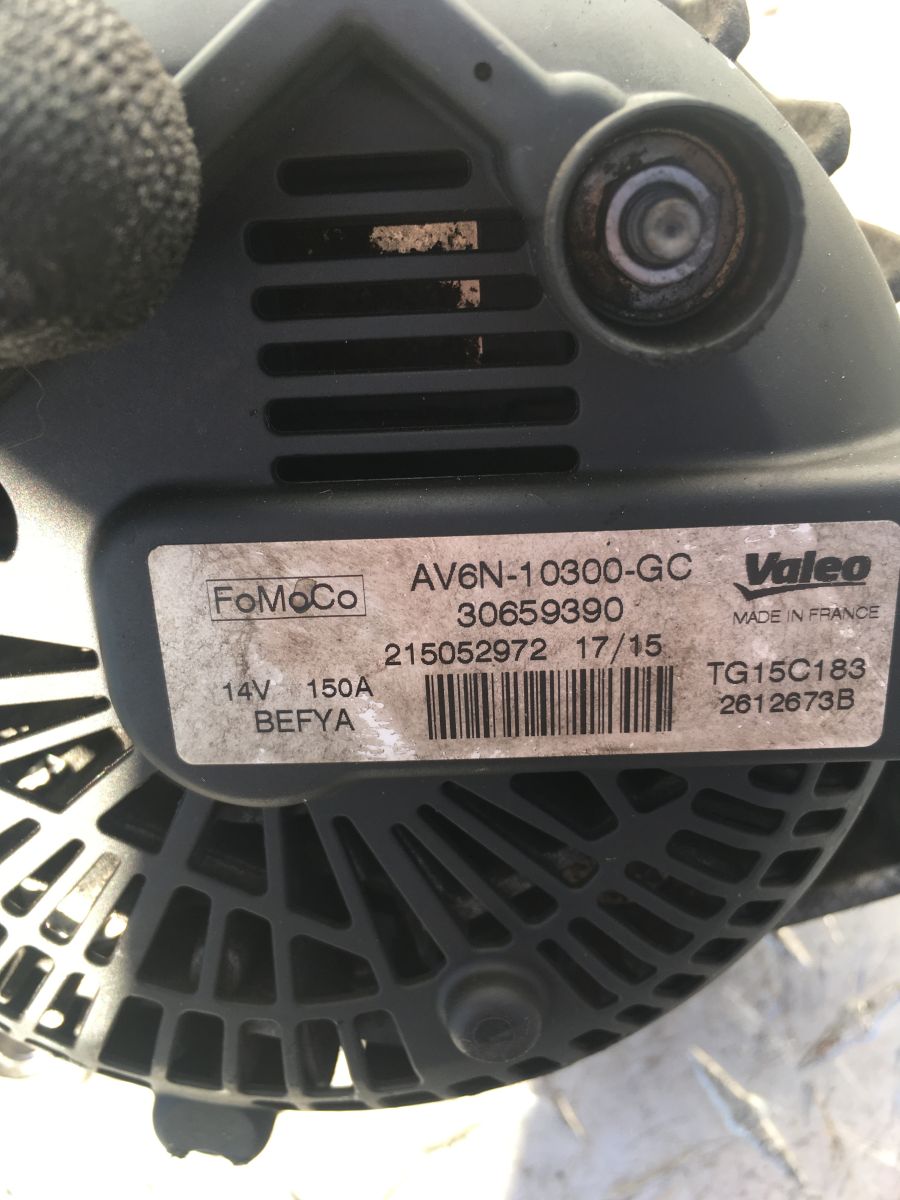 FoMoCo
AV6N-10300-GC
30659390
215052972 17/15
14V 150A
BEFYA
Valeo
MADE IN FRANCE
TG15C183
2612673B